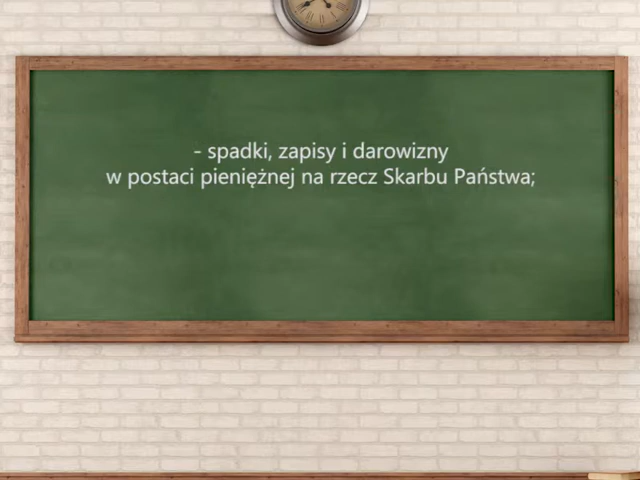 - spadki, zapisy i darowizny
w postaci pieniężnej na rzecz Skarbu Państwa;